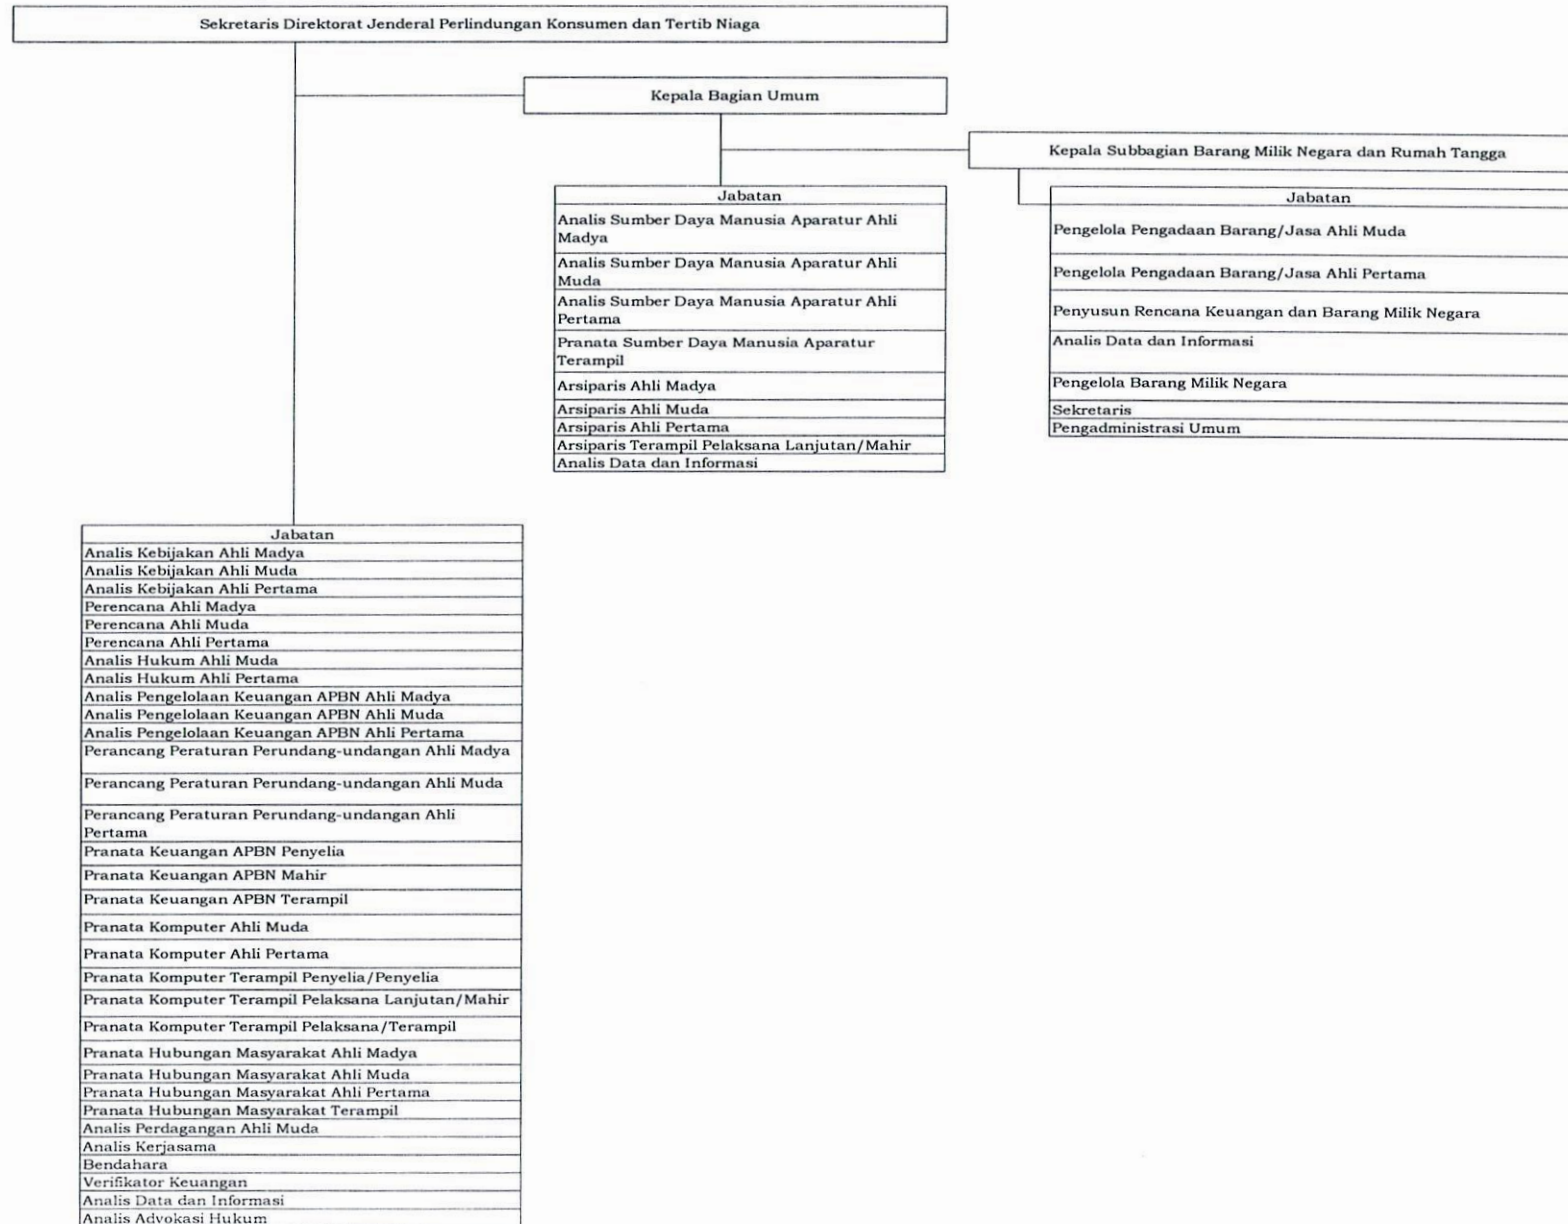 Sekretaris Direktorat Jenderal Perlindungan Konsumen dan Tertib Niaga
Kepala Bagian Umum
Kepala Subbagian Barang Milik Negara dan Rumah Tangga
Jabatan
Analis Sumber Daya Manusia Aparatur Ahli
Madya
Analis Sumber Daya Manusia Aparatur Ahli
Muda
Analis Sumber Daya Manusia Aparatur Ahli
Pertama
Pranata Sumber Daya Manusia Aparatur
Terampil
Arsiparis Ahli Madya
Arsiparis Ahli Muda
Arsiparis Ahli Pertama
Arsiparis Terampil Pelaksana Lanjutan/Mahir
Analis Data dan Informasi
Jabatan
Pengelola Pengadaan Barang/Jasa Ahli Muda
Pengelola Pengadaan Barang/Jasa Ahli Pertama
Penyusun Rencana Keuangan dan Barang Milik Negara
Analis Data dan Informasi
Pengelola Barang Milik Negara
Sekretaris
Pengadministrasi Umum
Jabatan
Analis Kebijakan Ahli Madya
Analis Kebijakan Ahli Muda
Analis Kebijakan Ahli Pertama
Perencana Ahli Madya
Perencana Ahli Muda
Perencana Ahli Pertama
Analis Hukum Ahli Muda
Analis Hukum Ahli Pertama
Analis Pengelolaan Keuangan APBN Ahli Madya
Analis Pengelolaan Keuangan APBN Ahli Muda
Analis Pengelolaan Keuangan APBN Ahli Pertama
Perancang Peraturan Perundang-undangan Ahli Madya
Perancang Peraturan Perundang-undangan Ahli Muda
Perancang Peraturan Perundang-undangan Ahli
Pertama
Pranata Keuangan APBN Penyelia
Pranata Keuangan APBN Mahir
Pranata Keuangan APBN Terampil
Pranata Komputer Ahli Muda
Pranata Komputer Ahli Pertama
Pranata Komputer Terampil Penyelia/Penyelia
Pranata Komputer Terampil Pelaksana Lanjutan/Mahir
Pranata Komputer Terampil Pelaksana/Terampil
Pranata Hubungan Masyarakat Ahli Madya
Pranata Hubungan Masyarakat Ahli Muda
Pranata Hubungan Masyarakat Ahli Pertama
Pranata Hubungan Masyarakat Terampil
Analis Perdagangan Ahli Muda
Analis Kerjasama
Bendahara
Verifikator Keuangan
Analis Data dan Informasi
Analis Advokasi Hukum